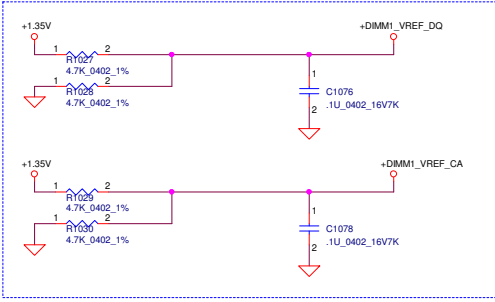 +1.35V
+DIMM1_VREF_DQ
1 2
R1027
4.7K_0402_1%
1 2
R1028
4.7K_0402_1%
1
C1076
.1U_0402_16V7K
2
+1.35V
+DIMM1_VREF_CA
1 2
R1029
4.7K_0402_1%
1 2
R1030
4.7K_0402_1%
1
C1078
.1U_0402_16V7K
2